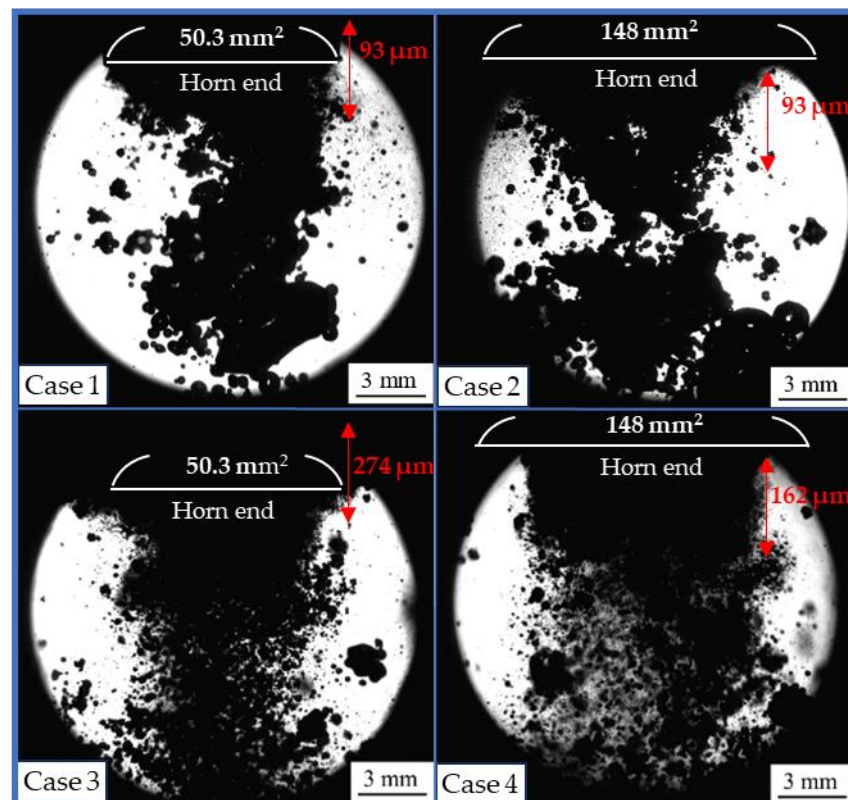 50.3 mm²
93 μm
Horn end
Case 1
3 mm
148 mm²
Horn end
93 μm
Case 2
3 mm
50.3 mm²
274 μm
Horn end
Case 3
3 mm
148 mm²
Horn end
162 μm
Case 4
3 mm